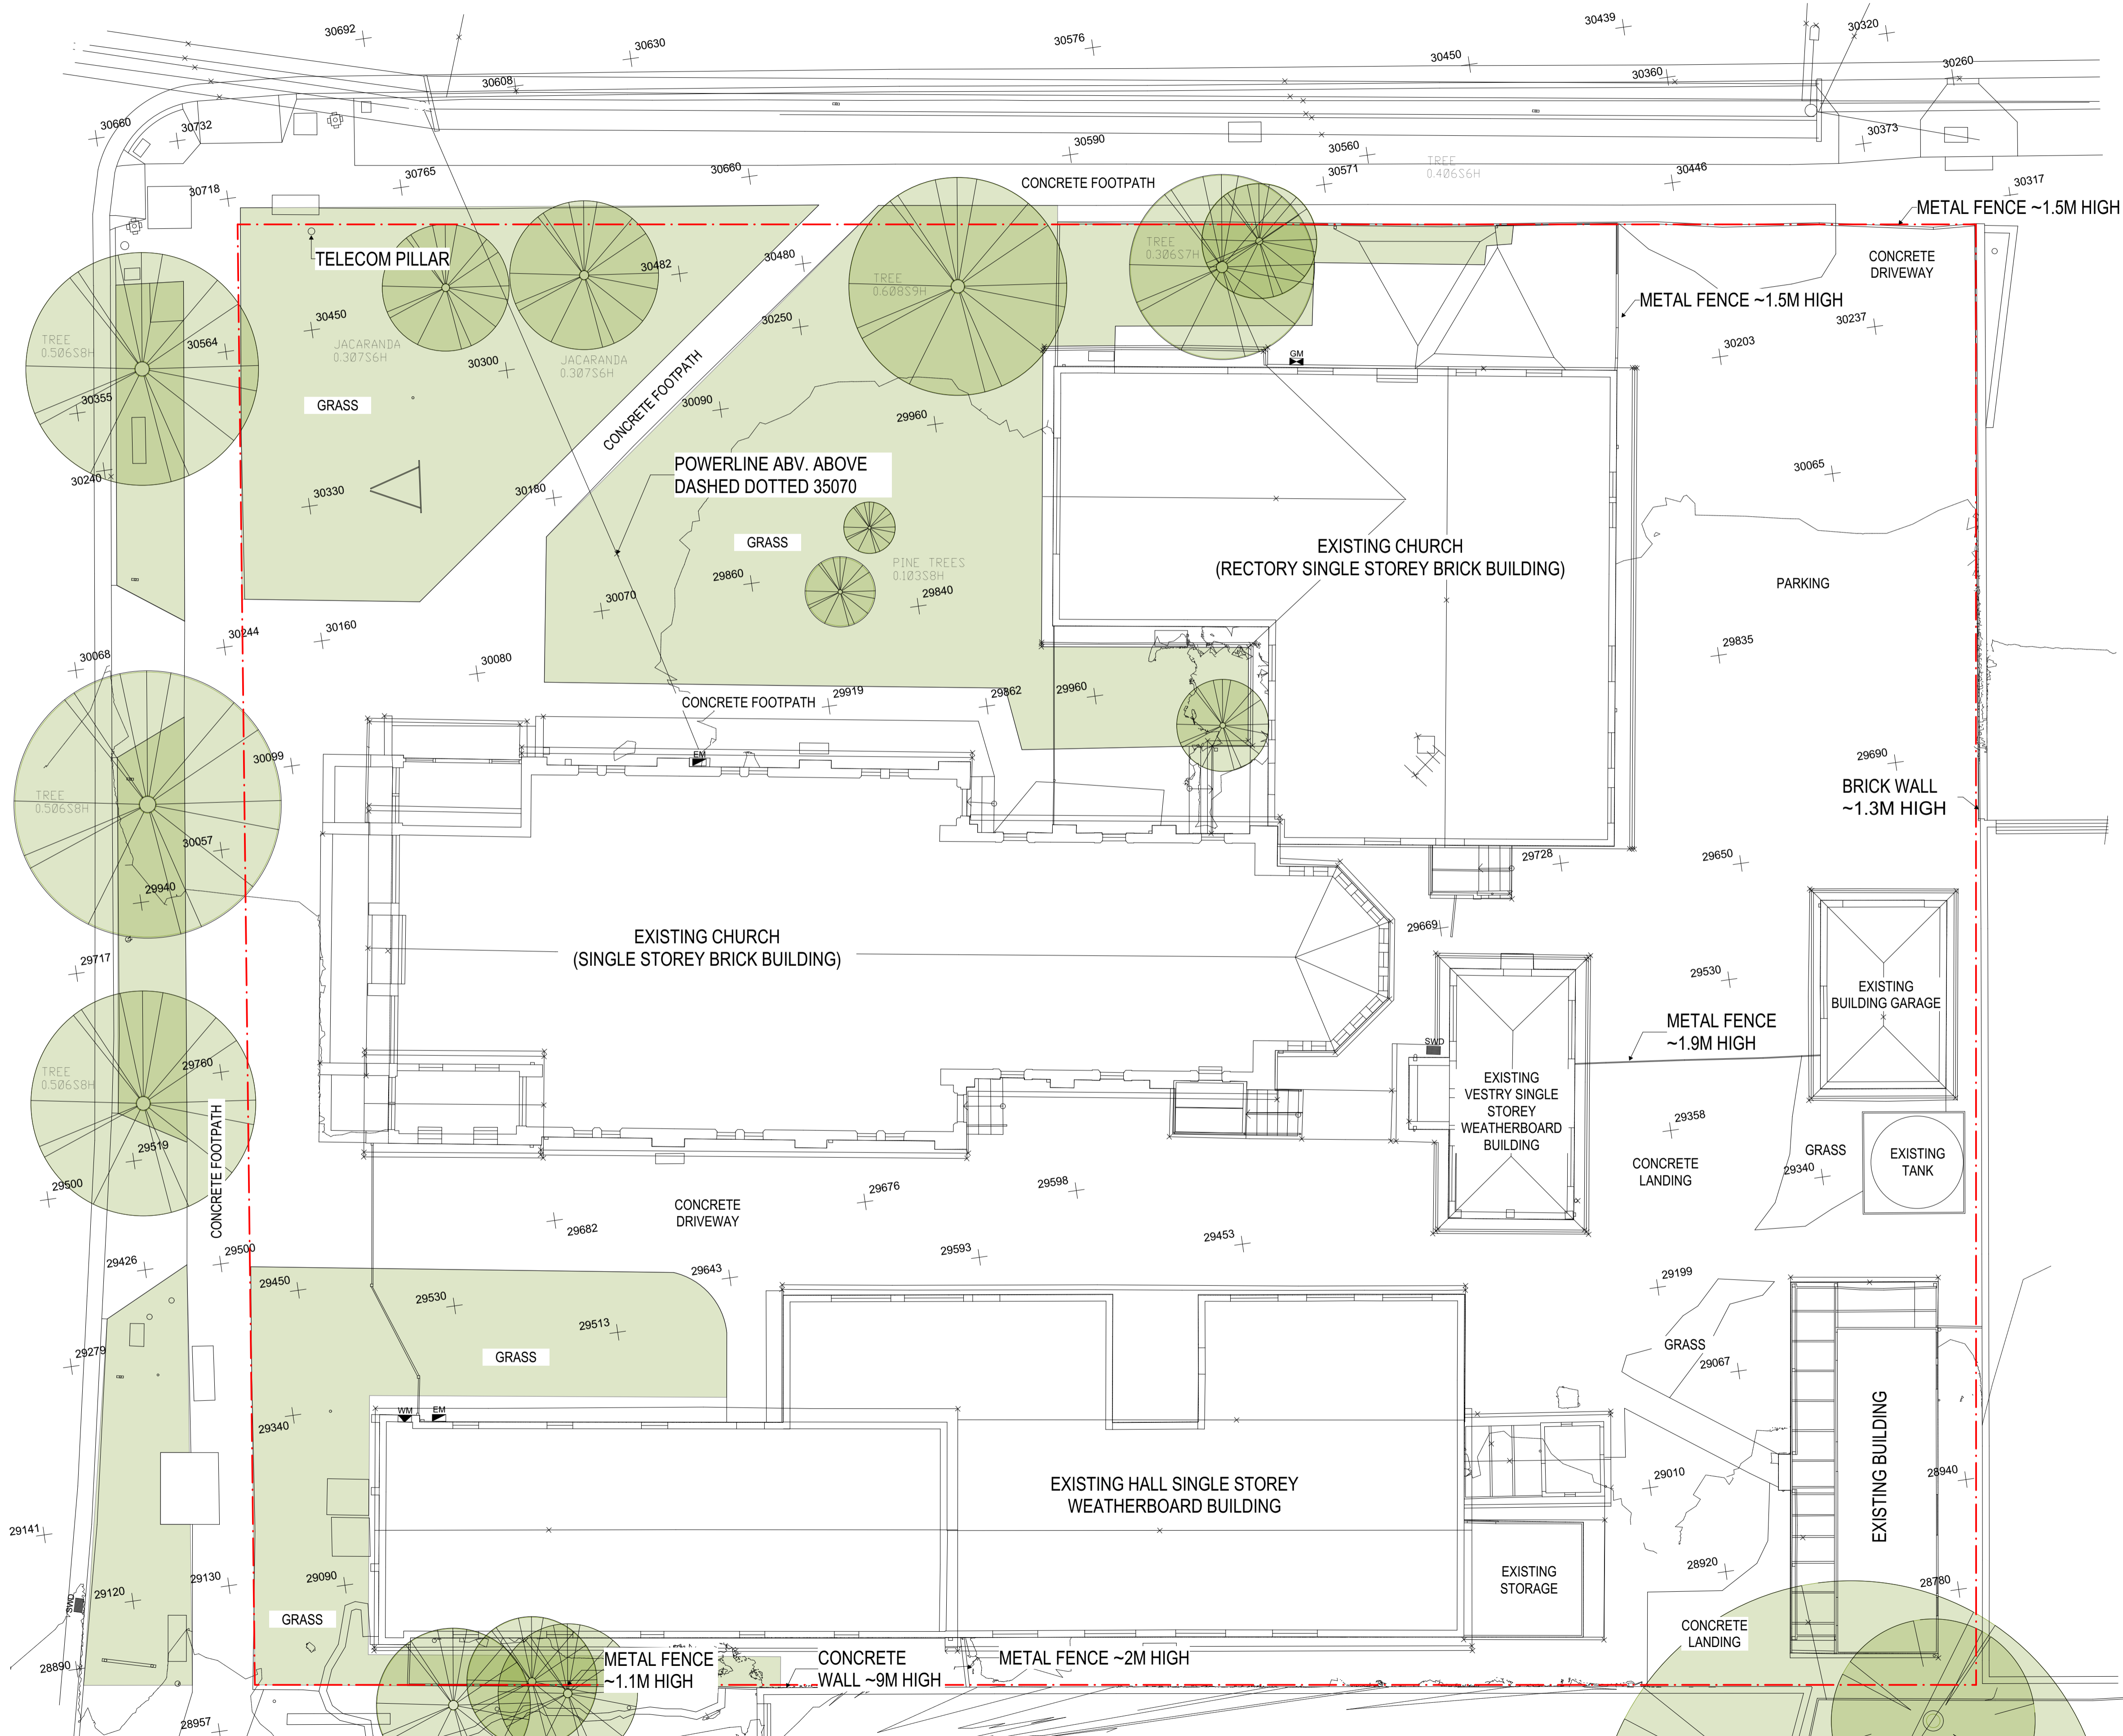 30692
30630
30576
30439
30320
30450
30360
30260
30608
30660
30732
30590
30560
30373
TREE
0.406S6H
30765
30660
30571
30446
30317
30718
CONCRETE FOOTPATH
METAL FENCE ~1.5M HIGH
TELECOM PILLAR
30482
30480
TREE
0.608S9H
TREE
0.306S7H
CONCRETE
DRIVEWAY
METAL FENCE ~1.5M HIGH
30450
30250
30237
TREE
0.506S8H
30564
JACARANDA
0.307S6H
30300
JACARANDA
0.307S6H
CONCRETE FOOTPATH
GM
30203
30355
GRASS
30090
29960
30240
30330
30180
POWERLINE ABV. ABOVE
DASHED DOTTED 35070
30065
GRASS
EXISTING CHURCH
(RECTORY SINGLE STOREY BRICK BUILDING)
PINE TREES
0.103S8H
29860
29840
30070
PARKING
30244
30160
30068
30080
29835
CONCRETE FOOTPATH
29919
29862
29960
30099
EM
29690
TREE
0.506S8H
BRICK WALL
~1.3M HIGH
30057
29728
29650
29940
EXISTING CHURCH
(SINGLE STOREY BRICK BUILDING)
29669
29717
29530
EXISTING
BUILDING GARAGE
METAL FENCE
~1.9M HIGH
SWD
TREE
0.506S8H
29760
EXISTING
VESTRY SINGLE
STOREY
WEATHERBOARD
BUILDING
29358
29519
CONCRETE FOOTPATH
GRASS
EXISTING
TANK
29340
CONCRETE
LANDING
29500
CONCRETE
DRIVEWAY
29676
29598
29682
29453
29593
29426
29500
29450
29643
29199
29530
29513
GRASS
GRASS
29279
29067
WM
EM
29340
EXISTING BUILDING
EXISTING HALL SINGLE STOREY
WEATHERBOARD BUILDING
29010
28940
29141
EXISTING
STORAGE
28920
29120
29130
29090
28780
SWD
GRASS
CONCRETE
LANDING
28890
METAL FENCE
~1.1M HIGH
CONCRETE
WALL ~9M HIGH
METAL FENCE ~2M HIGH
28957